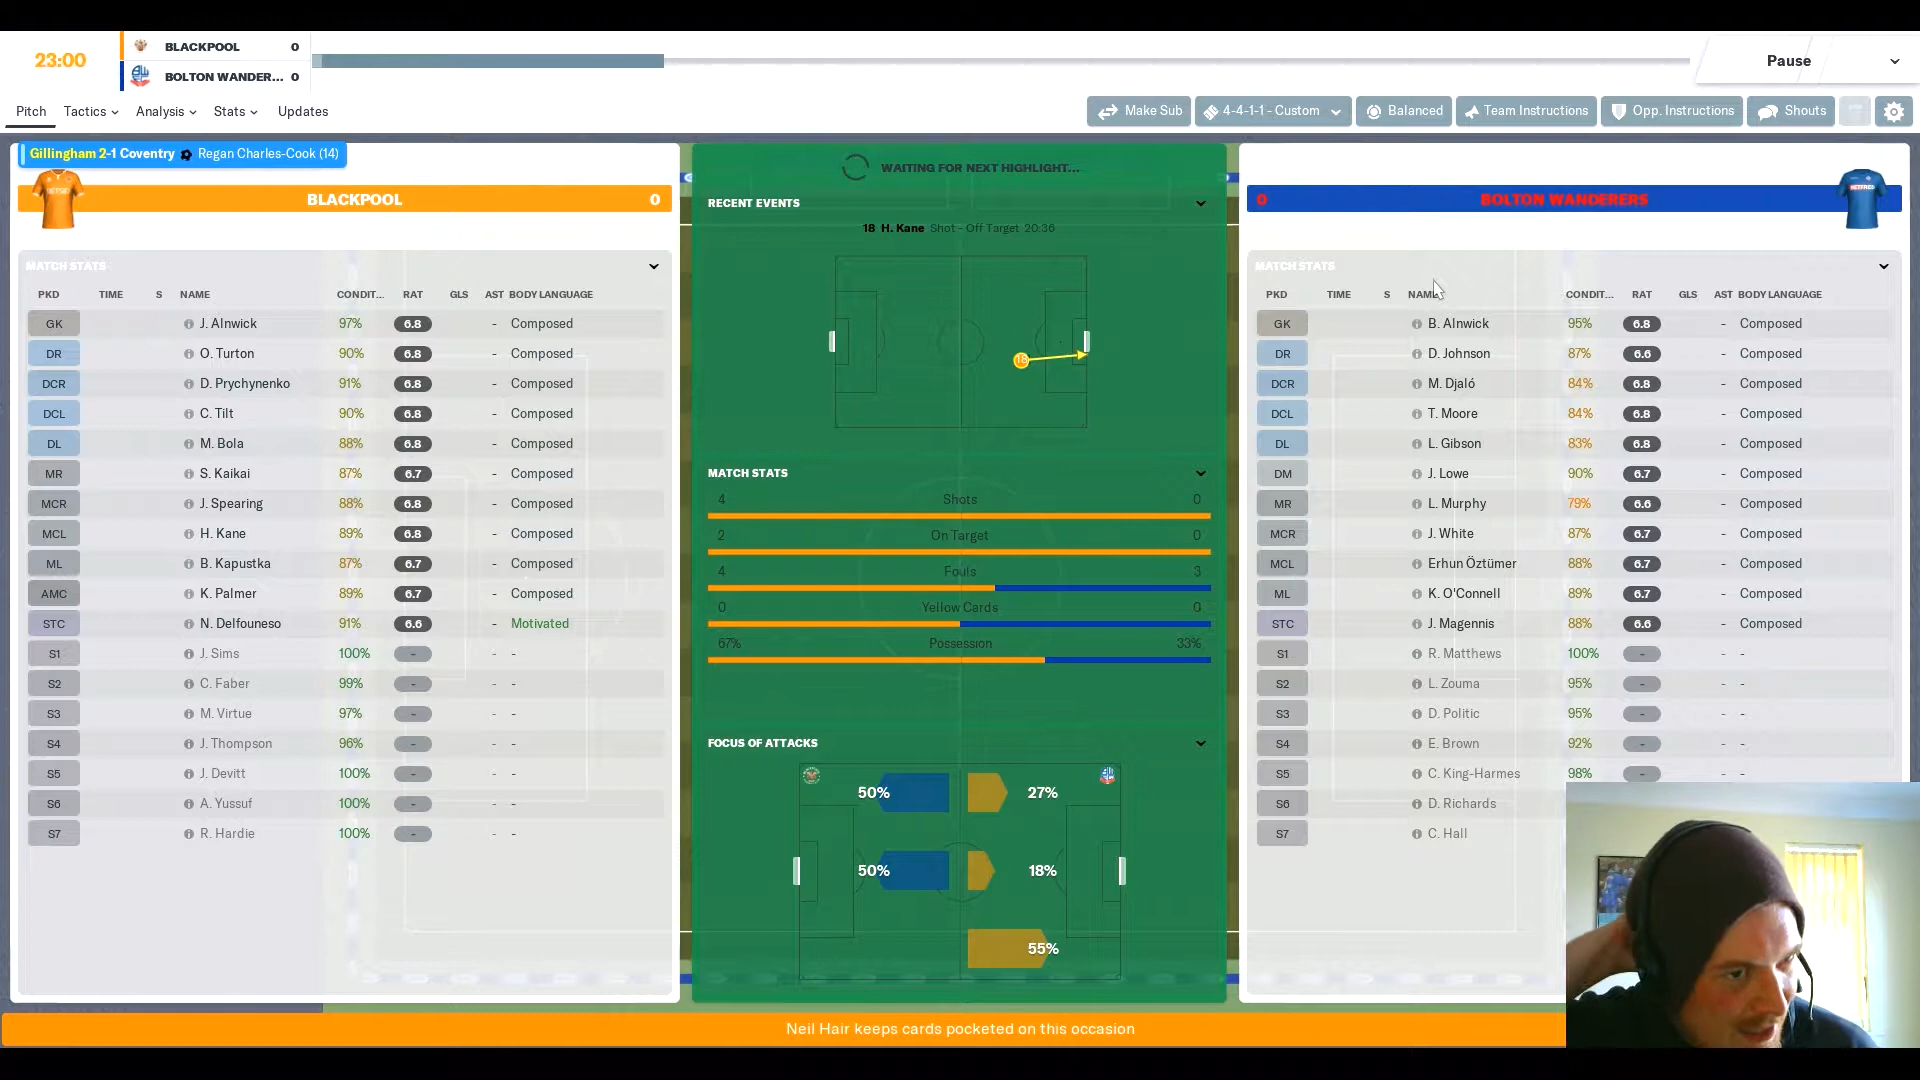 23:00
BLACKPOOL 0
BOLTON WANDER... 0
Pause
Pitch Tactics Analysis Stats Updates
Make Sub 4-4-1-1 - Custom Balanced Team Instructions Opp. Instructions Shouts
Gillingham 2-1 Coventry Regan Charles-Cook (14)
BLACKPOOL 0
MATCH STATS
PKD TIME S NAME CONDIT... RAT GLS AST BODY LANGUAGE
GK J. Alnwick 97% 6.8 - Composed
DR O. Turton 90% 6.8 - Composed
DCR D. Prychynenko 91% 6.8 - Composed
DCL C. Tilt 90% 6.8 - Composed
DL M. Bola 88% 6.8 - Composed
MR S. Kaikai 87% 6.7 - Composed
MCR J. Spearing 88% 6.8 - Composed
MCL H. Kane 89% 6.8 - Composed
ML B. Kapustka 87% 6.7 - Composed
AMC K. Palmer 89% 6.7 - Composed
STC N. Delfouneso 91% 6.6 - Motivated
S1 J. Sims 100% - - -
S2 C. Faber 99% - - -
S3 M. Virtue 97% - - -
S4 J. Thompson 96% - - -
S5 J. Devitt 100% - - -
S6 A. Yussuf 100% - - -
S7 R. Hardie 100% - - -
WAITING FOR NEXT HIGHLIGHT...
RECENT EVENTS
18 H. Kane Shot - Off Target 20:36
18
MATCH STATS
4 Shots 0
2 On Target 0
4 Fouls 3
0 Yellow Cards 0
67% Possession 33%
FOCUS OF ATTACKS
50% 27%
50% 18%
55%
0 BOLTON WANDERERS
MATCH STATS
PKD TIME S NAME CONDIT... RAT GLS AST BODY LANGUAGE
GK B. Alnwick 95% 6.8 - Composed
DR D. Johnson 87% 6.6 - Composed
DCR M. Djaló 84% 6.8 - Composed
DCL T. Moore 84% 6.8 - Composed
DL L. Gibson 83% 6.8 - Composed
DM J. Lowe 90% 6.7 - Composed
MR L. Murphy 79% 6.6 - Composed
MCR J. White 87% 6.7 - Composed
MCL Erhun Öztümer 88% 6.7 - Composed
ML K. O'Connell 89% 6.7 - Composed
STC J. Magennis 88% 6.6 - Composed
S1 R. Matthews 100% - - -
S2 L. Zouma 95% - - -
S3 D. Politic 95% - - -
S4 E. Brown 92% - - -
S5 C. King-Harmes 98% - - -
S6 D. Richards
S7 C. Hall
Neil Hair keeps cards pocketed on this occasion